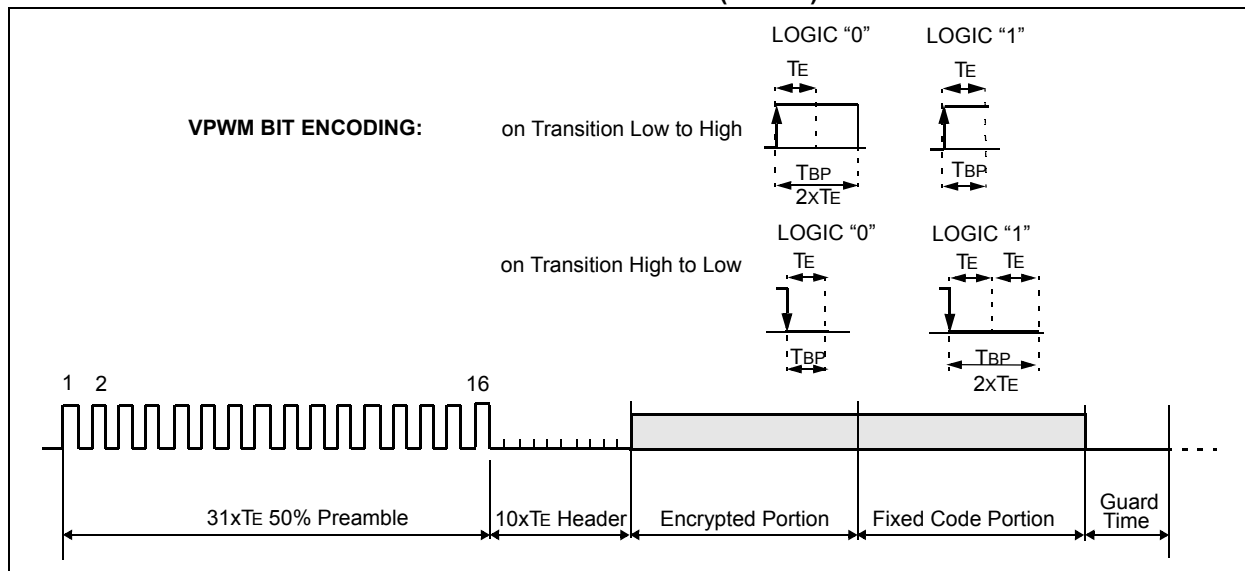 LOGIC “0” LOGIC “1”
TE TE
VPWM BIT ENCODING: on Transition Low to High
TBP TBP
2XTE
LOGIC “0” LOGIC “1”
on Transition High to Low TE TE TE
TBP TBP
2XTE
1 2 16
31xTE 50% Preamble 10xTE Header Encrypted Portion Fixed Code Portion Guard
Time